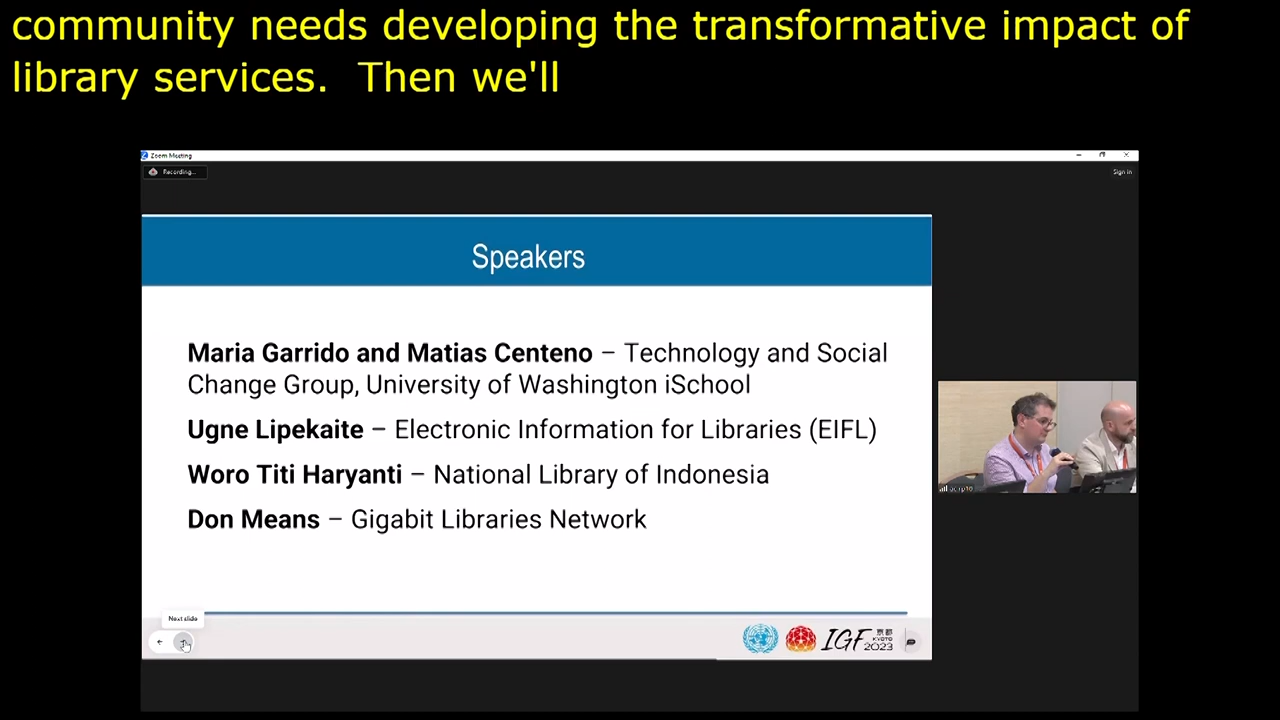 community needs developing the transformative impact of
library services.  Then we'll
Zoom Meeting
Recording...
Sign in
Speakers
Maria Garrido and Matias Centeno – Technology and Social
Change Group, University of Washington iSchool
Ugne Lipekaite – Electronic Information for Libraries (EIFL)
Woro Titi Haryanti – National Library of Indonesia
Don Means – Gigabit Libraries Network
Next slide
IGF 京都
KYOTO
2023